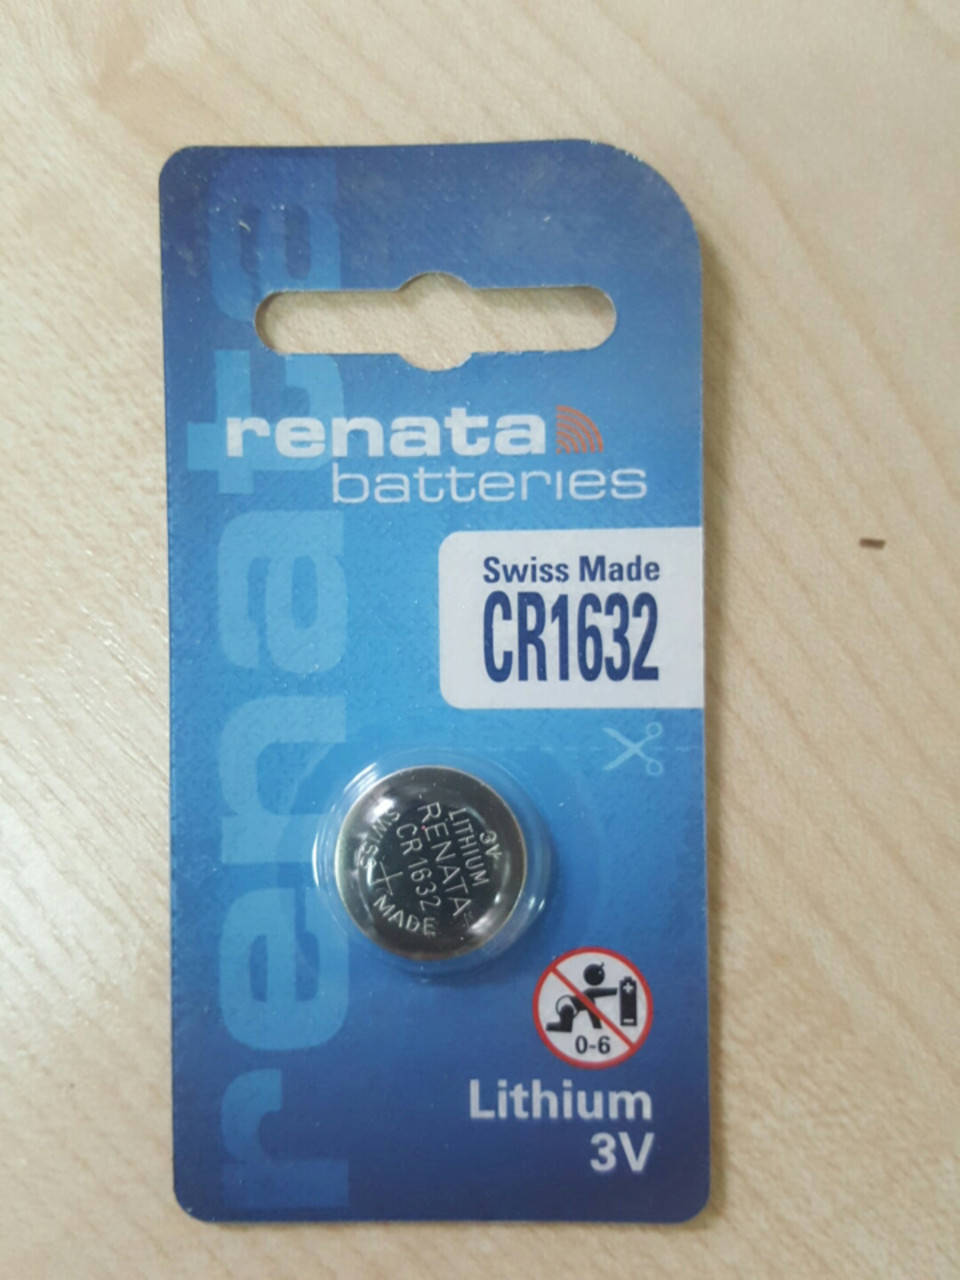 renata
renata
batteries
Swiss Made
CR1632
3V
LITHIUM
RENATA
CR 1632
SWISS + MADE
+
-
0-6
Lithium
3V